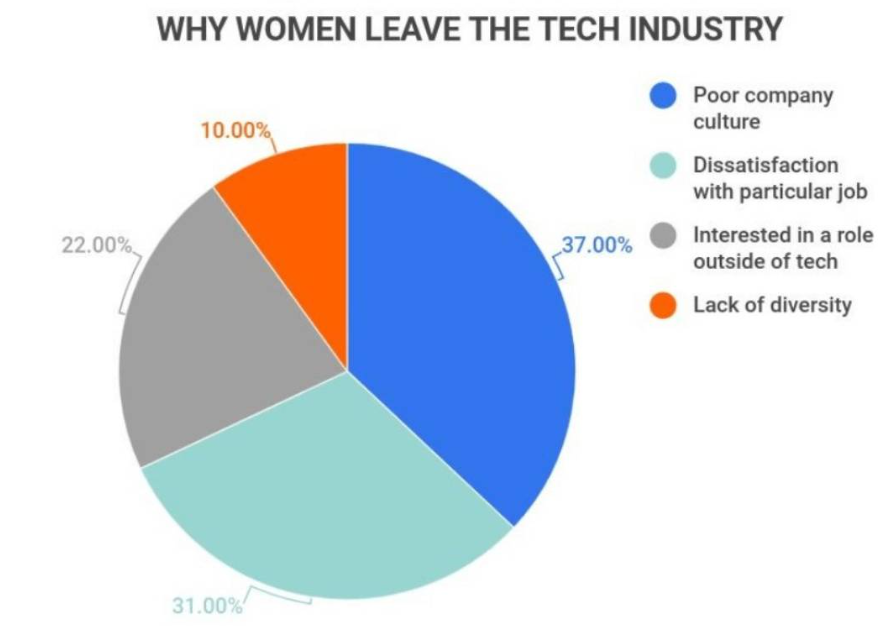 WHY WOMEN LEAVE THE TECH INDUSTRY
10.00%
22.00%
37.00%
31.00%
Poor company
culture
Dissatisfaction
with particular job
Interested in a role
outside of tech
Lack of diversity